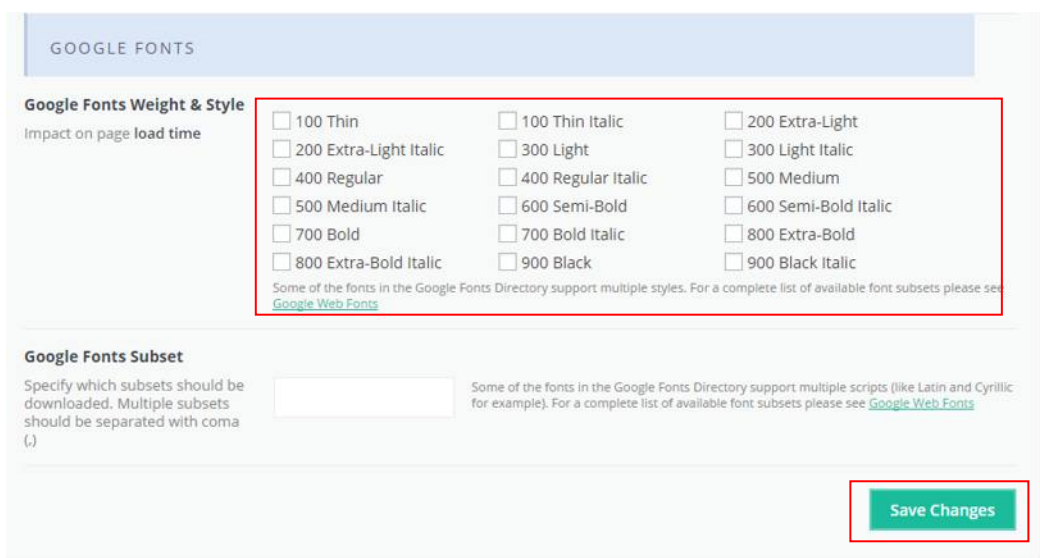 GOOGLE FONTS
Google Fonts Weight & Style
Impact on page load time
100 Thin 100 Thin Italic 200 Extra-Light
200 Extra-Light Italic 300 Light 300 Light Italic
400 Regular 400 Regular Italic 500 Medium
500 Medium Italic 600 Semi-Bold 600 Semi-Bold Italic
700 Bold 700 Bold Italic 800 Extra-Bold
800 Extra-Bold Italic 900 Black 900 Black Italic
Some of the fonts in the Google Fonts Directory support multiple styles. For a complete list of available font subsets please see
Google Web Fonts
Google Fonts Subset
Specify which subsets should be
downloaded. Multiple subsets
should be separated with coma
(,)
Some of the fonts in the Google Fonts Directory support multiple scripts (like Latin and Cyrillic
for example). For a complete list of available font subsets please see Google Web Fonts
Save Changes